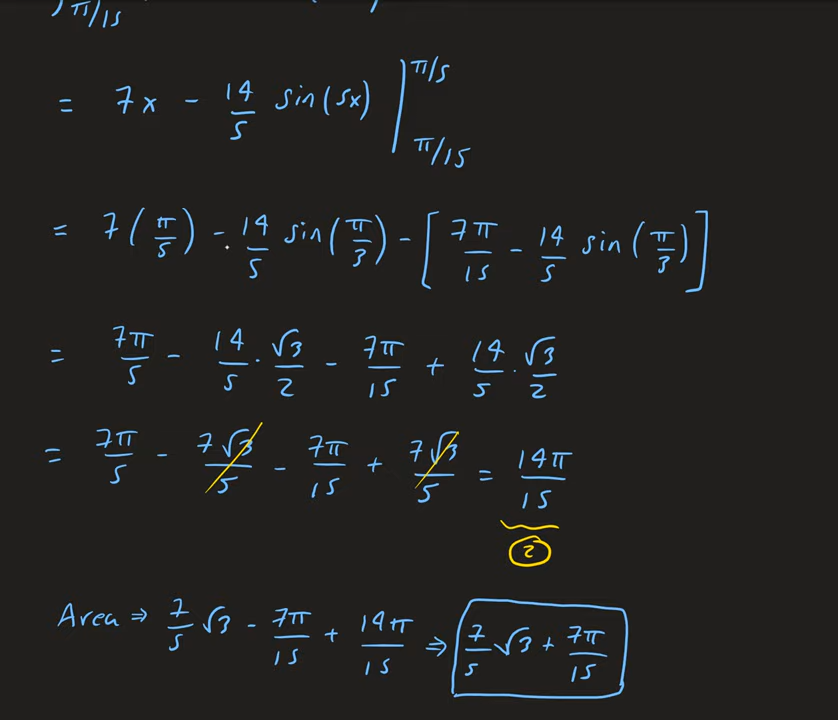 ∫π/15
= 7x - 14/5 sin(5x) |π/5 π/15
= 7(π/5) - 14/5 sin(π/3) - [7π/15 - 14/5 sin(π/3)]
= 7π/5 - 14/5 · √3/2 - 7π/15 + 14/5 · √3/2
= 7π/5 - 7√3/5 - 7π/15 + 7√3/5 = 14π/15
2
Area ⇒ 7/5 √3 - 7π/15 + 14π/15 ⇒ 7/5 √3 + 7π/15